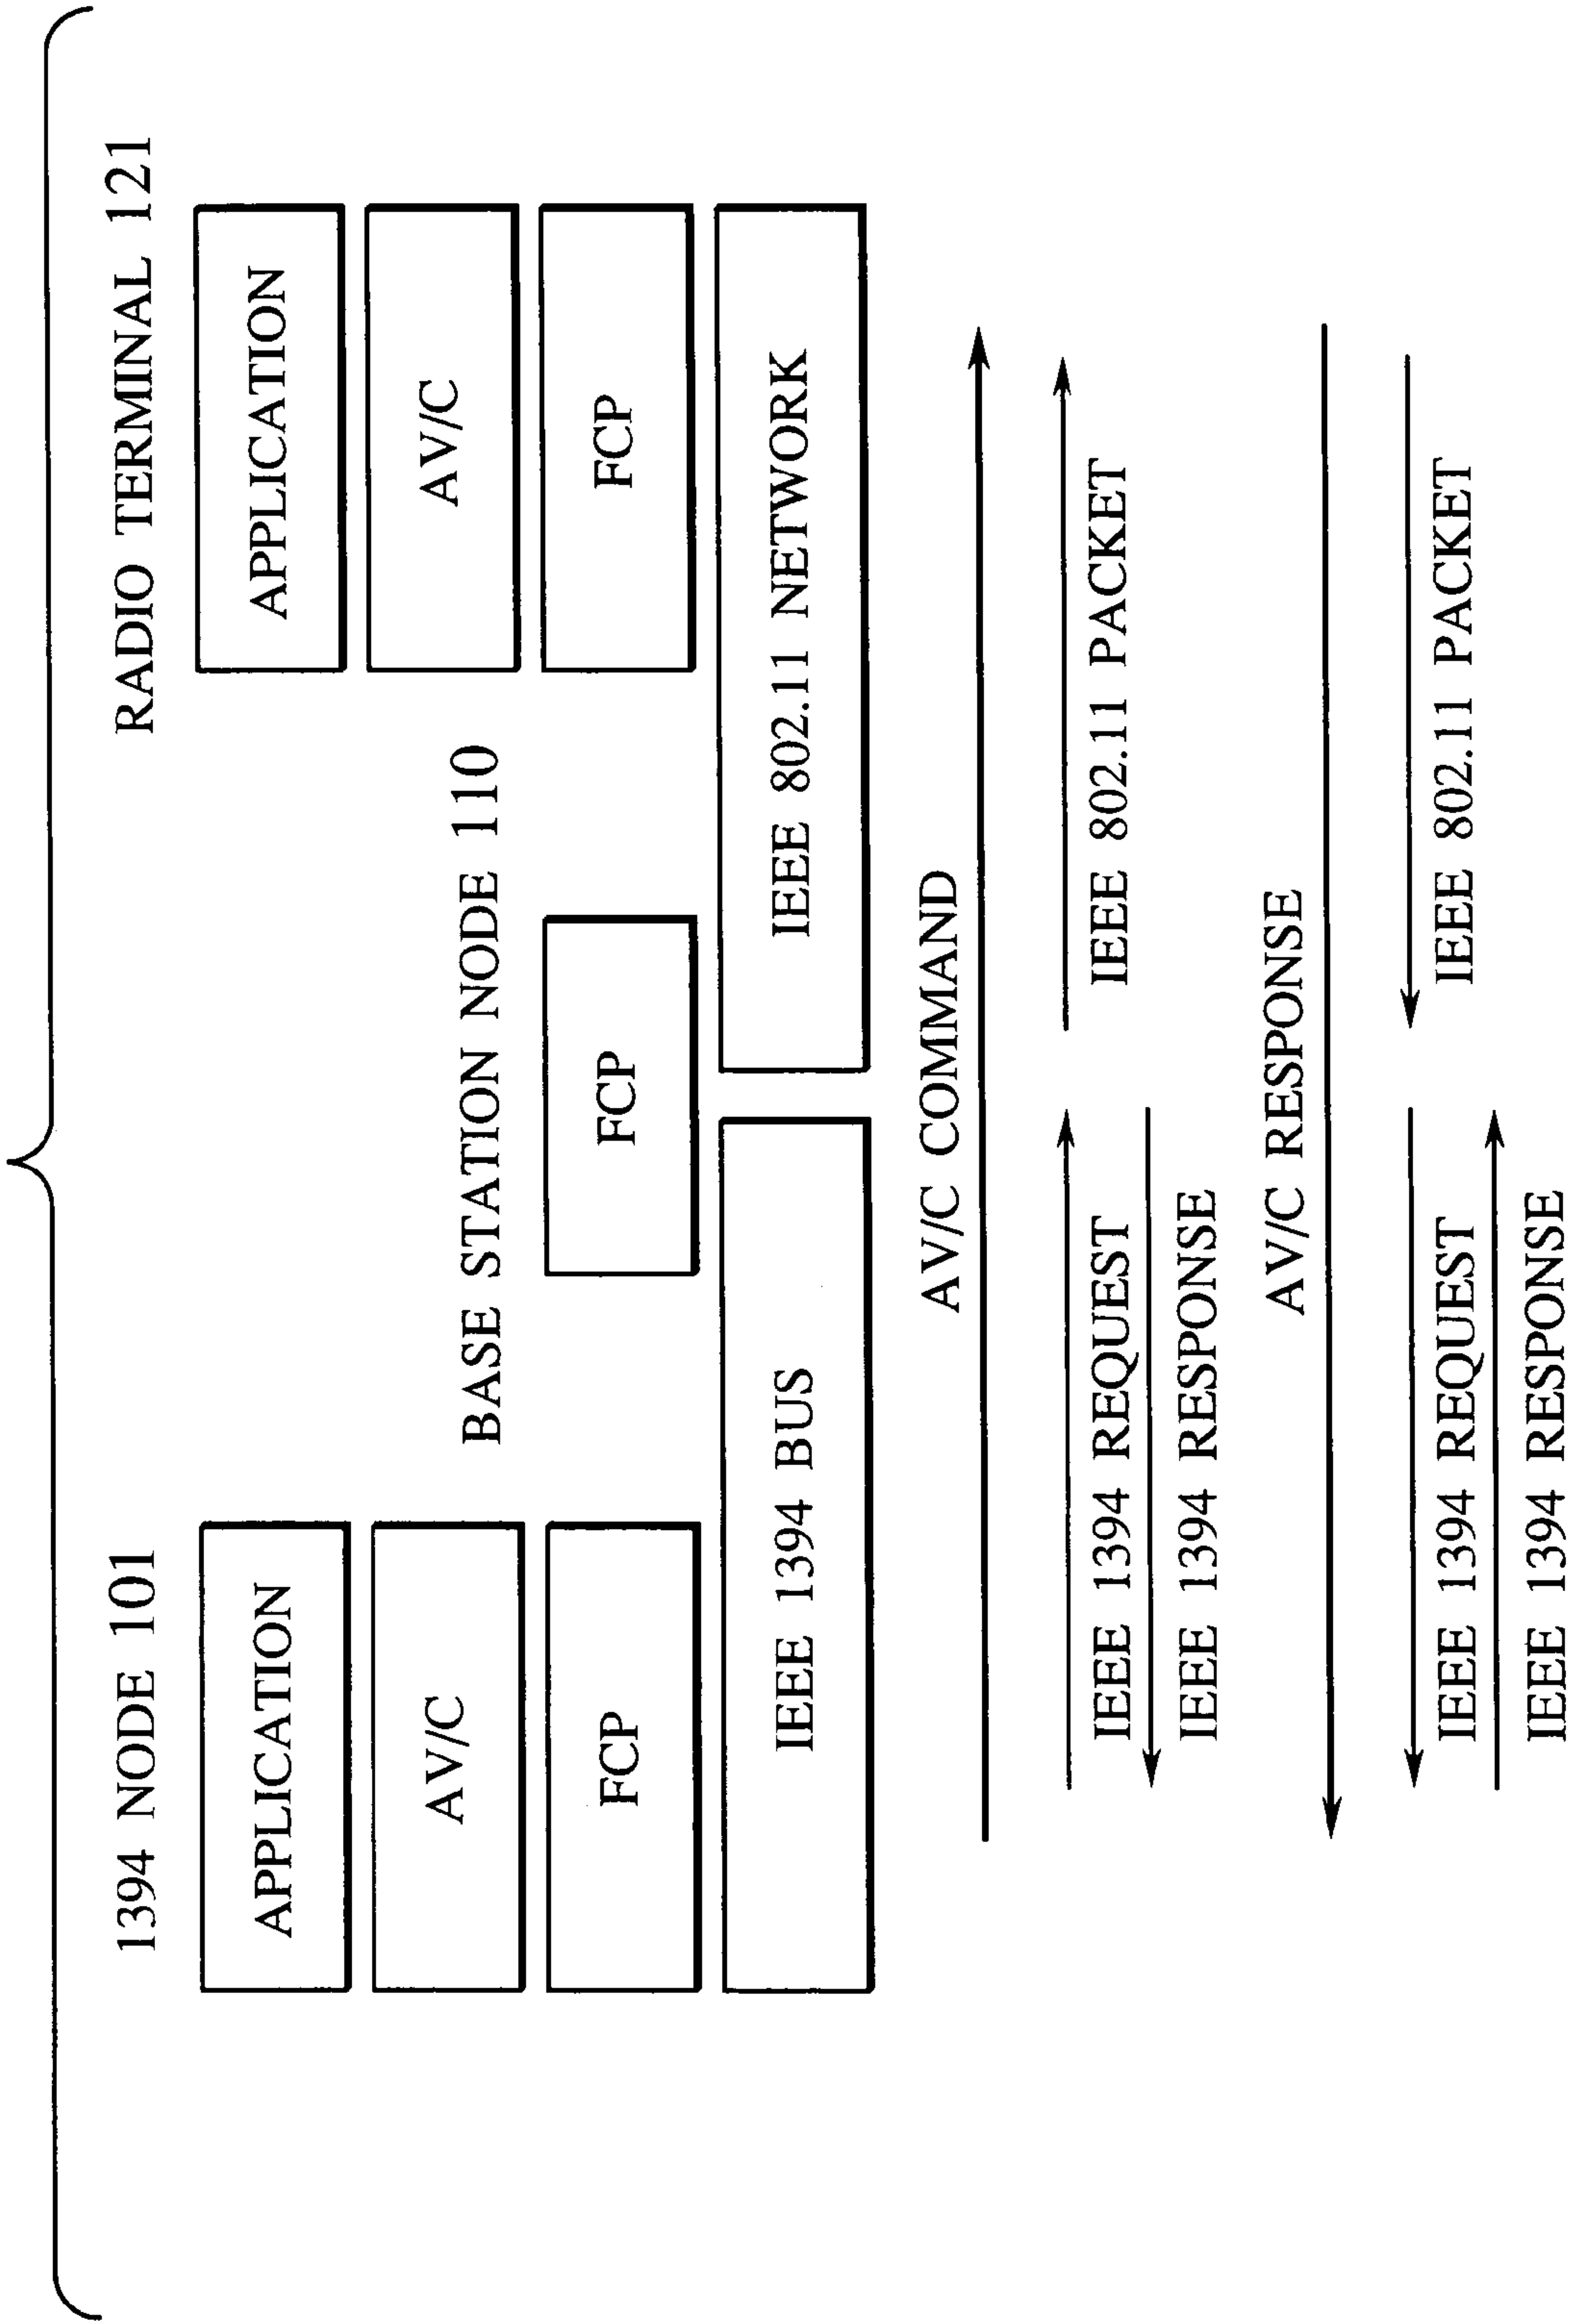 1394 NODE 101
RADIO TERMINAL 121
APPLICATION
APPLICATION
AV/C
AV/C
BASE STATION NODE 110
FCP
FCP
FCP
IEEE 1394 BUS
IEEE 802.11 NETWORK
AV/C COMMAND
IEEE 1394 REQUEST
IEEE 802.11 PACKET
IEEE 1394 RESPONSE
AV/C RESPONSE
IEEE 1394 REQUEST
IEEE 802.11 PACKET
IEEE 1394 RESPONSE